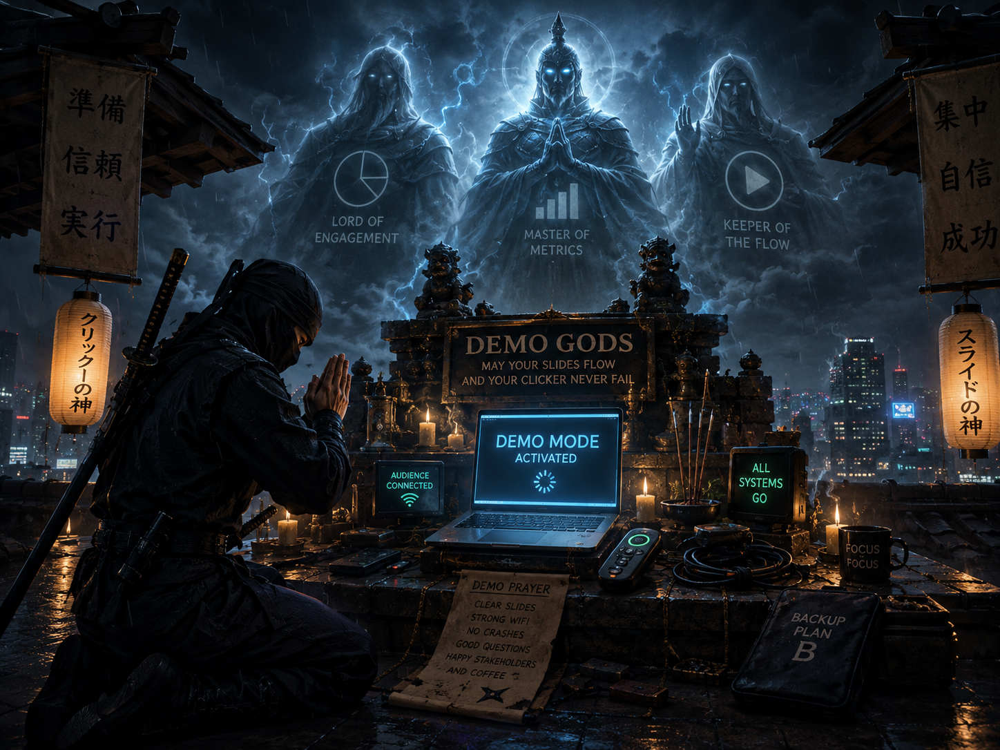 準備
信頼
実行
クリックーの神
LORD OF
ENGAGEMENT
MASTER OF
METRICS
KEEPER OF
THE FLOW
集中
自信
成功
スライドの神
DEMO GODS
MAY YOUR SLIDES FLOW
AND YOUR CLICKER NEVER FAIL
DEMO MODE
ACTIVATED
AUDIENCE
CONNECTED
ALL
SYSTEMS
GO
FOCUS
FOCUS
DEMO PRAYER
· CLEAR SLIDES
· STRONG WIFI
· NO CRASHES
GOOD QUESTIONS
HAPPY STAKEHOLDERS
AND COFFEE
BACKUP
PLAN
B